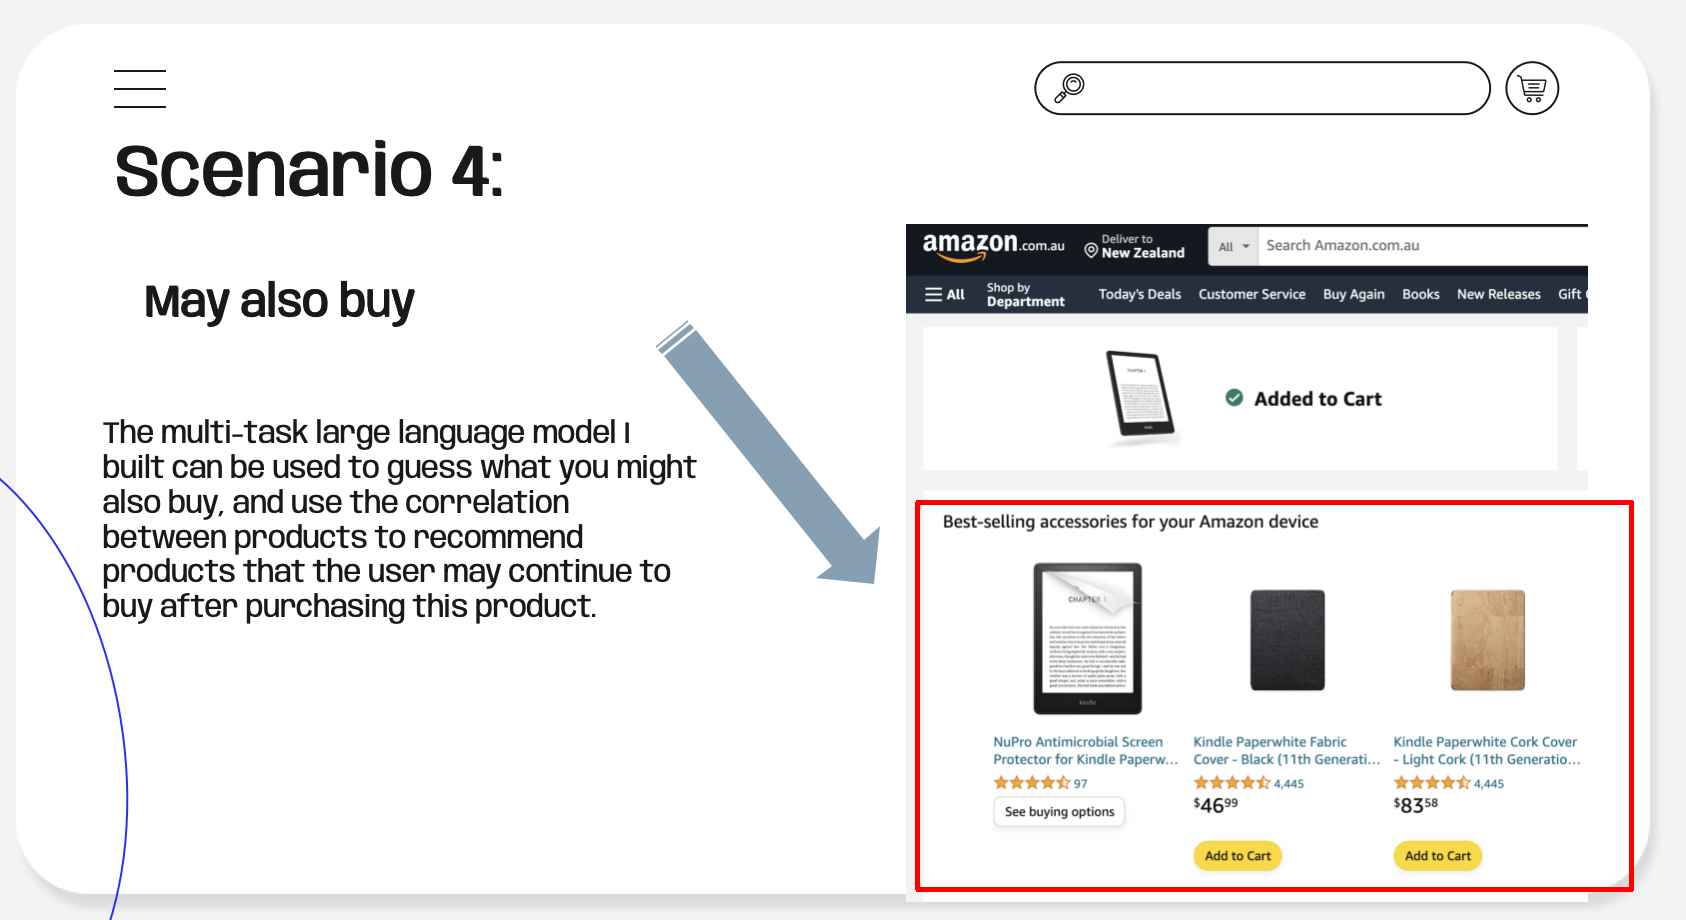 Scenario 4:
May also buy
The multi-task large language model I
built can be used to guess what you might
also buy, and use the correlation
between products to recommend
products that the user may continue to
buy after purchasing this product.
amazon.com.au
Deliver to
New Zealand
All
Search Amazon.com.au
All
Shop by
Department
Today's Deals
Customer Service
Buy Again
Books
New Releases
Gift
Added to Cart
Best-selling accessories for your Amazon device
CHAPTER 1
kindle
NuPro Antimicrobial Screen
Protector for Kindle Paperw...
97
See buying options
Kindle Paperwhite Fabric
Cover - Black (11th Generati...
4,445
$4699
Add to Cart
Kindle Paperwhite Cork Cover
- Light Cork (11th Generatio...
4,445
$8358
Add to Cart